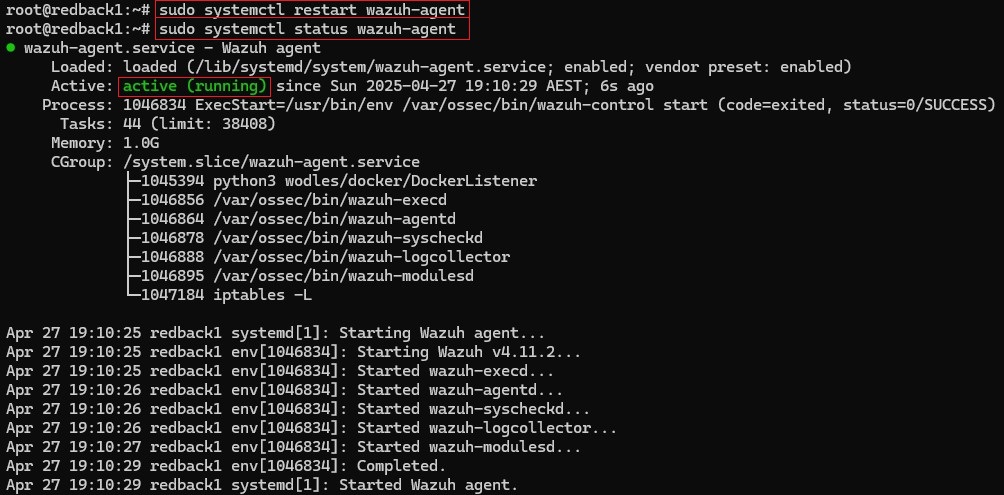 root@redback1:~# sudo systemctl restart wazuh-agent
root@redback1:~# sudo systemctl status wazuh-agent
● wazuh-agent.service - Wazuh agent
     Loaded: loaded (/lib/systemd/system/wazuh-agent.service; enabled; vendor preset: enabled)
     Active: active (running) since Sun 2025-04-27 19:10:29 AEST; 6s ago
    Process: 1046834 ExecStart=/usr/bin/env /var/ossec/bin/wazuh-control start (code=exited, status=0/SUCCESS)
      Tasks: 44 (limit: 38408)
     Memory: 1.0G
     CGroup: /system.slice/wazuh-agent.service
             ├─1045394 python3 wodles/docker/DockerListener
             ├─1046856 /var/ossec/bin/wazuh-execd
             ├─1046864 /var/ossec/bin/wazuh-agentd
             ├─1046878 /var/ossec/bin/wazuh-syscheckd
             ├─1046888 /var/ossec/bin/wazuh-logcollector
             ├─1046895 /var/ossec/bin/wazuh-modulesd
             └─1047184 iptables -L

Apr 27 19:10:25 redback1 systemd[1]: Starting Wazuh agent...
Apr 27 19:10:25 redback1 env[1046834]: Starting Wazuh v4.11.2...
Apr 27 19:10:25 redback1 env[1046834]: Started wazuh-execd...
Apr 27 19:10:26 redback1 env[1046834]: Started wazuh-agentd...
Apr 27 19:10:26 redback1 env[1046834]: Started wazuh-syscheckd...
Apr 27 19:10:26 redback1 env[1046834]: Started wazuh-logcollector...
Apr 27 19:10:27 redback1 env[1046834]: Started wazuh-modulesd...
Apr 27 19:10:29 redback1 env[1046834]: Completed.
Apr 27 19:10:29 redback1 systemd[1]: Started Wazuh agent.